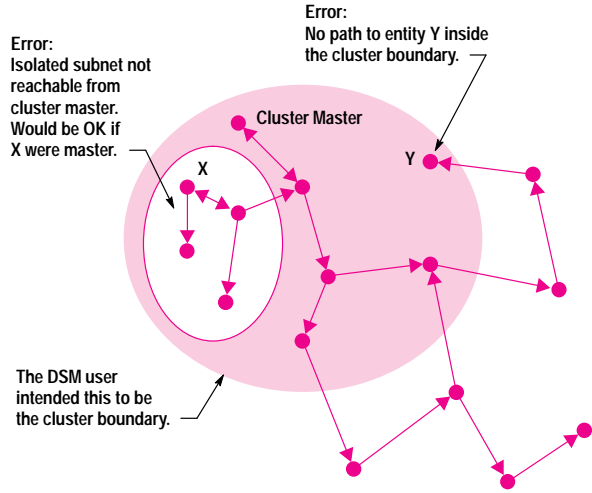 Error:
Isolated subnet not
reachable from
cluster master.
Would be OK if
X were master.
Error:
No path to entity Y inside
the cluster boundary.
Cluster Master
X
Y
The DSM user
intended this to be
the cluster boundary.